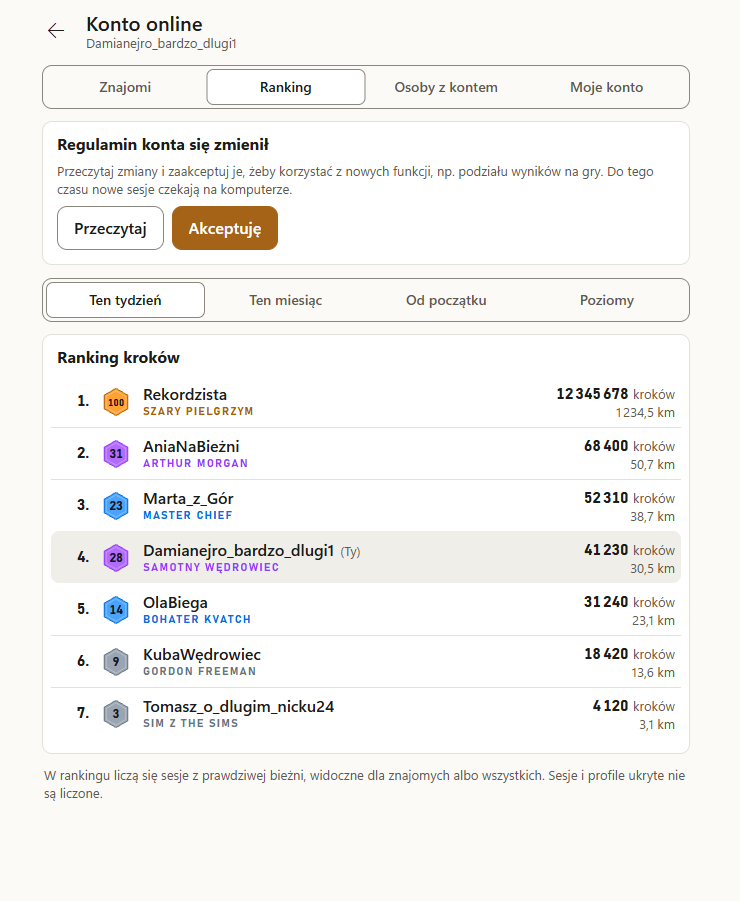 Konto online
Damianejro_bardzo_dlugi1
Znajomi Ranking Osoby z kontem Moje konto
Regulamin konta się zmienił
Przeczytaj zmiany i zaakceptuj je, żeby korzystać z nowych funkcji, np. podziału wyników na gry. Do tego
czasu nowe sesje czekają na komputerze.
Przeczytaj Akceptuję
Ten tydzień Ten miesiąc Od początku Poziomy
Ranking kroków
1. 100 Rekordzista 12 345 678 kroków
SZARY PIELGRZYM 1 234,5 km
2. 31 AniaNaBieżni 68 400 kroków
ARTHUR MORGAN 50,7 km
3. 23 Marta_z_Gór 52 310 kroków
MASTER CHIEF 38,7 km
4. 28 Damianejro_bardzo_dlugi1 (Ty) 41 230 kroków
SAMOTNY WĘDROWIEC 30,5 km
5. 14 OlaBiega 31 240 kroków
BOHATER KVATCH 23,1 km
6. 9 KubaWędrowiec 18 420 kroków
GORDON FREEMAN 13,6 km
7. 3 Tomasz_o_dlugim_nicku24 4 120 kroków
SIM Z THE SIMS 3,1 km
W rankingu liczą się sesje z prawdziwej bieżni, widoczne dla znajomych albo wszystkich. Sesje i profile ukryte nie
są liczone.